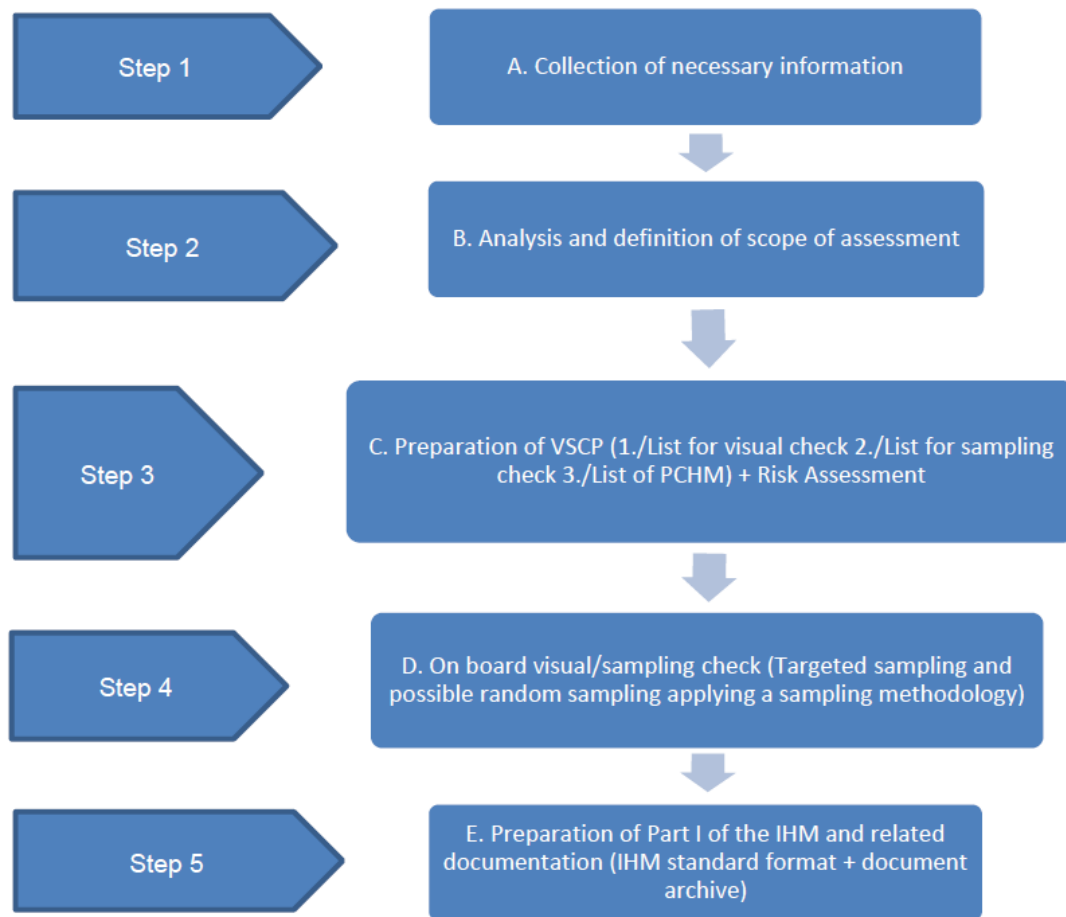 Step 1
A. Collection of necessary information
Step 2
B. Analysis and definition of scope of assessment
Step 3
C. Preparation of VSCP (1./List for visual check 2./List for sampling
check 3./List of PCHM) + Risk Assessment
Step 4
D. On board visual/sampling check (Targeted sampling and
possible random sampling applying a sampling methodology)
Step 5
E. Preparation of Part I of the IHM and related
documentation (IHM standard format + document
archive)